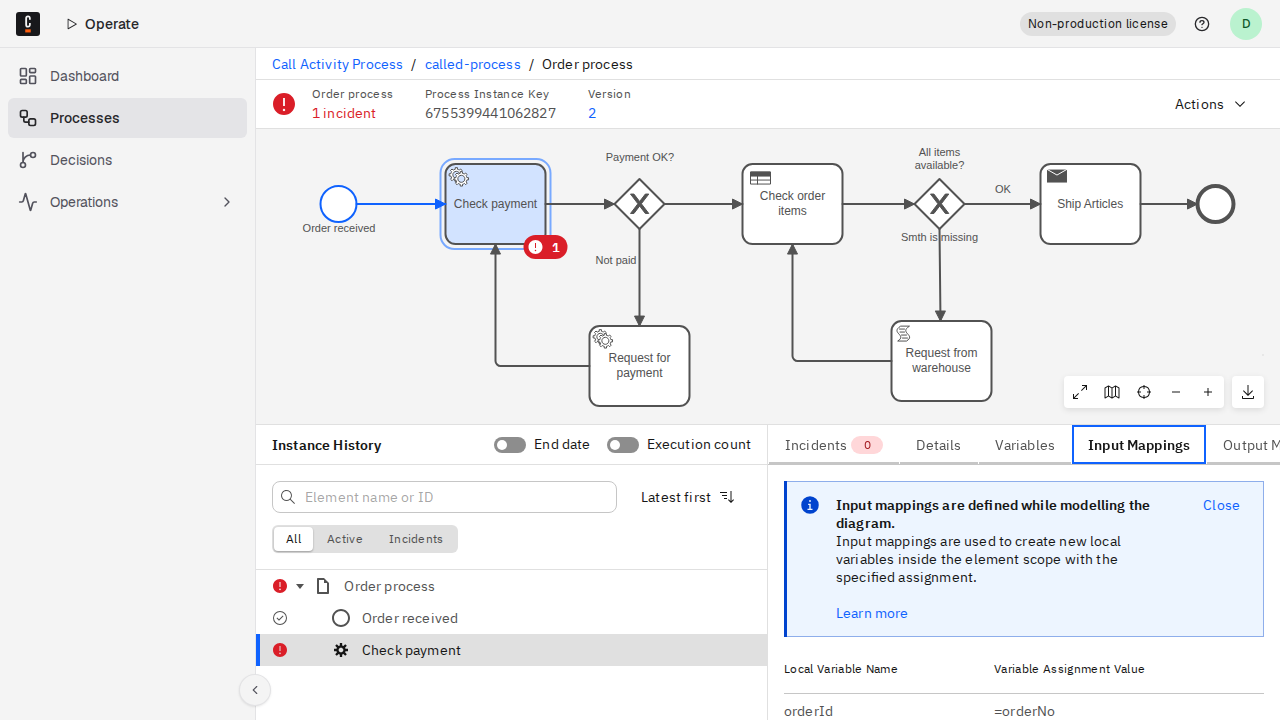 C
Operate
Non-production license
D
Dashboard
Processes
Decisions
Operations
Call Activity Process / called-process / Order process
Order process
1 incident
Process Instance Key
6755399441062827
Version
2
Actions
Order received
Check payment
1
Payment OK?
Not paid
Request for
payment
Check order
items
All items
available?
OK
Smth is missing
Request from
warehouse
Ship Articles
Instance History
End date
Execution count
Element name or ID
Latest first
All
Active
Incidents
Order process
Order received
Check payment
Incidents 0
Details
Variables
Input Mappings
Output M
Input mappings are defined while modelling the
diagram.
Input mappings are used to create new local
variables inside the element scope with the
specified assignment.
Close
Learn more
Local Variable Name
Variable Assignment Value
orderId
=orderNo